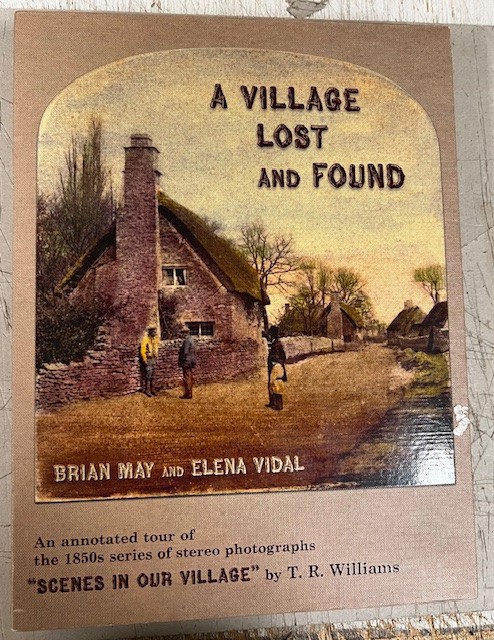 A VILLAGE
LOST
AND FOUND
BRIAN MAY AND ELENA VIDAL
An annotated tour of
the 1850s series of stereo photographs
"SCENES IN OUR VILLAGE" by T. R. Williams